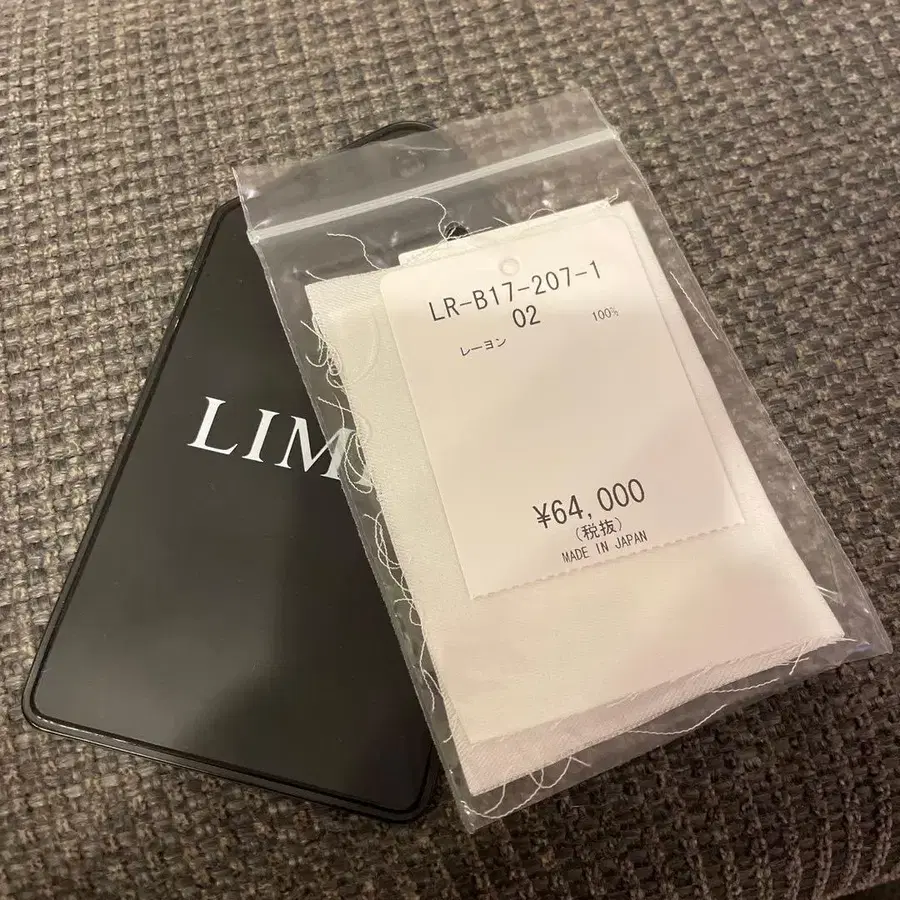 LIM
LR-B17-207-1
02
レーヨン 100%
¥64,000
(税抜)
MADE IN JAPAN